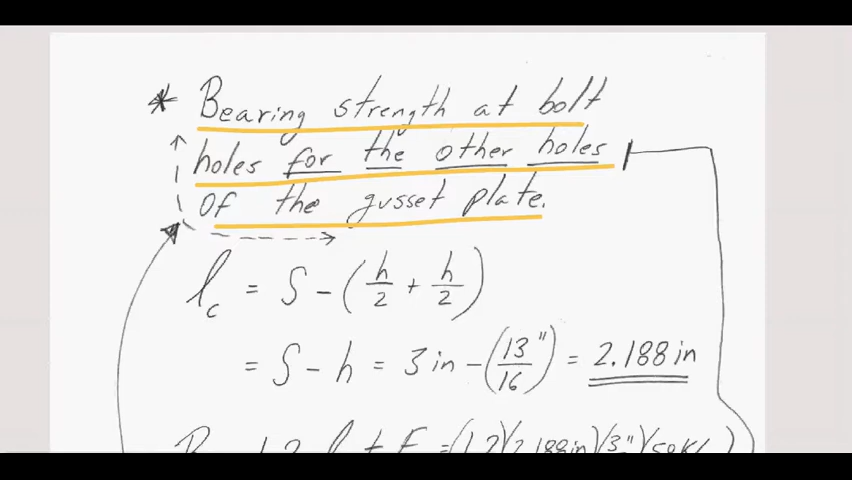 * Bearing strength at bolt
holes for the other holes
of the gusset plate.
lc = S - (h/2 + h/2)
= S - h = 3 in - (13/16") = 2.188 in